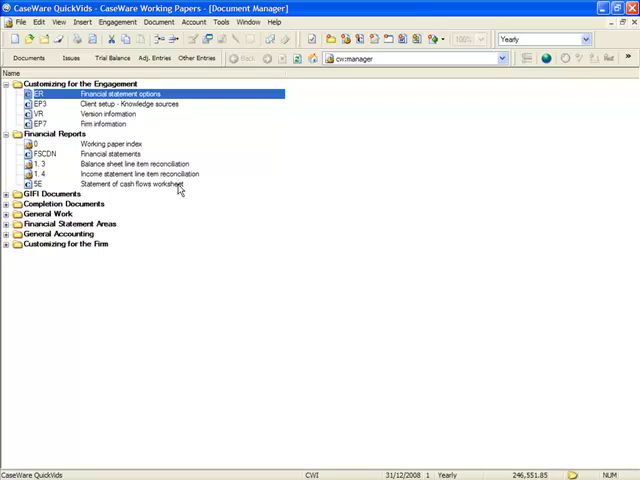 CaseWare QuickVids - CaseWare Working Papers - [Document Manager]
File Edit View Insert Engagement Document Account Tools Window Help
100% Yearly
Documents Issues Trial Balance Adj. Entries Other Entries Back cw:manager
Name
Customizing for the Engagement
ER Financial statement options
EP3 Client setup - Knowledge sources
VR Version information
EP7 Firm information
Financial Reports
0 Working paper index
FSCDN Financial statements
1. 3 Balance sheet line item reconciliation
1. 4 Income statement line item reconciliation
5E Statement of cash flows worksheet
GIFI Documents
Completion Documents
General Work
Financial Statement Areas
General Accounting
Customizing for the Firm
CaseWare QuickVids CWI 31/12/2008 1 Yearly 246,551.85 NUM